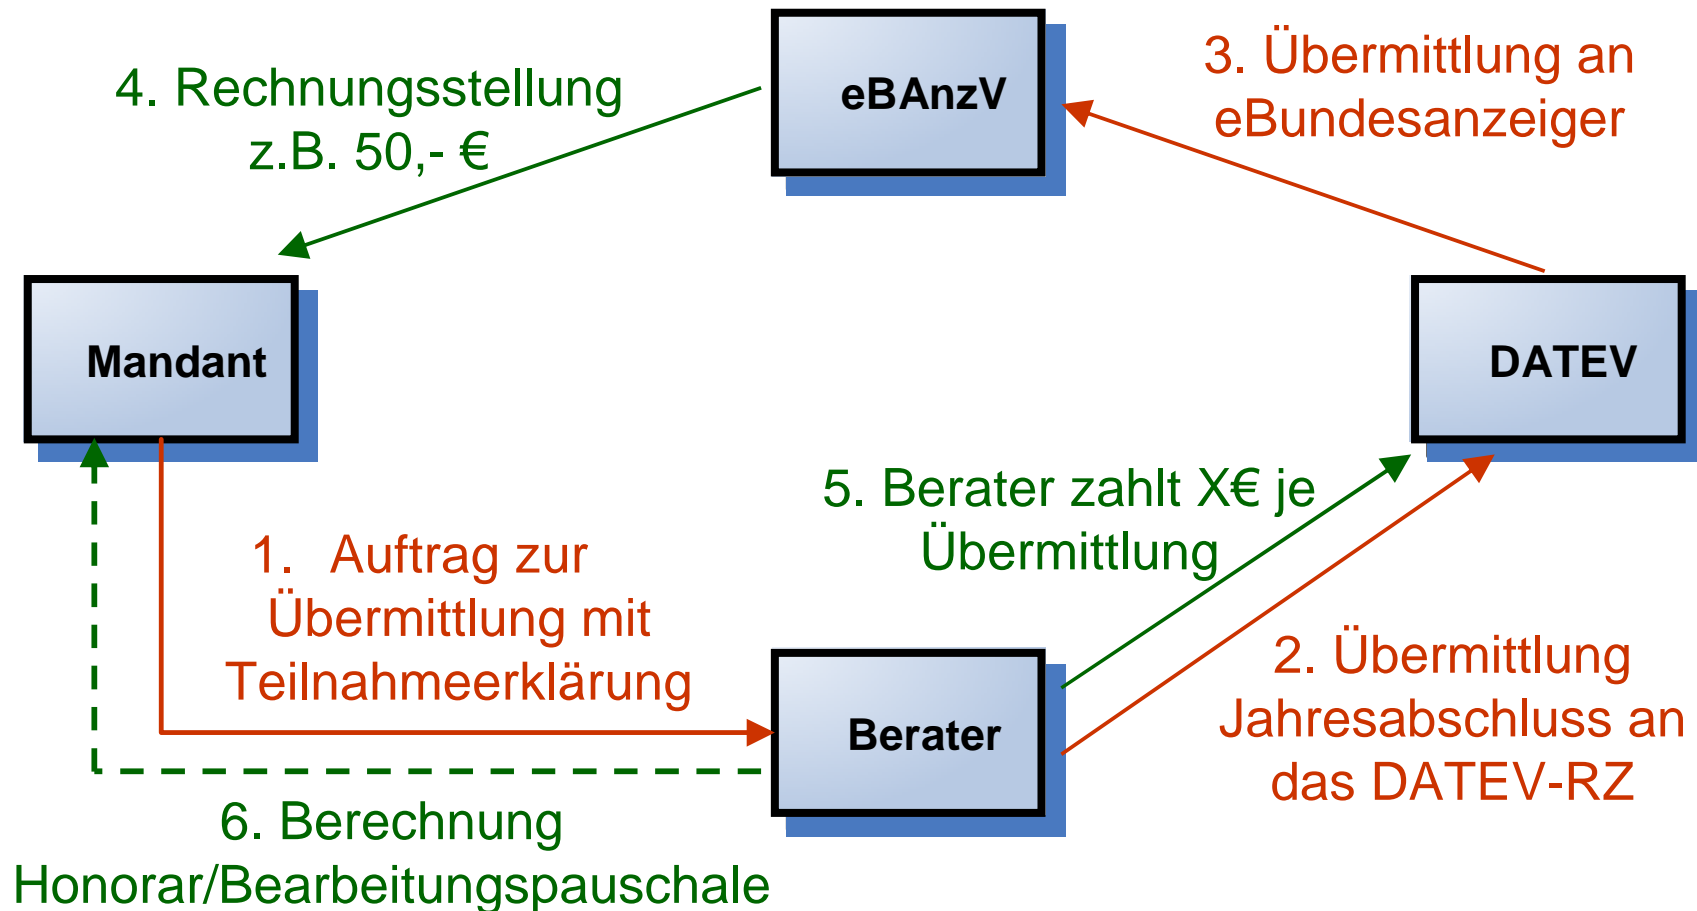 eBAnzV
3. Übermittlung an
eBundesanzeiger
4. Rechnungsstellung
z.B. 50,- €
Mandant
DATEV
5. Berater zahlt X€ je
Übermittlung
1. Auftrag zur
Übermittlung mit
Teilnahmeerklärung
2. Übermittlung
Jahresabschluss an
das DATEV-RZ
Berater
6. Berechnung
Honorar/Bearbeitungspauschale